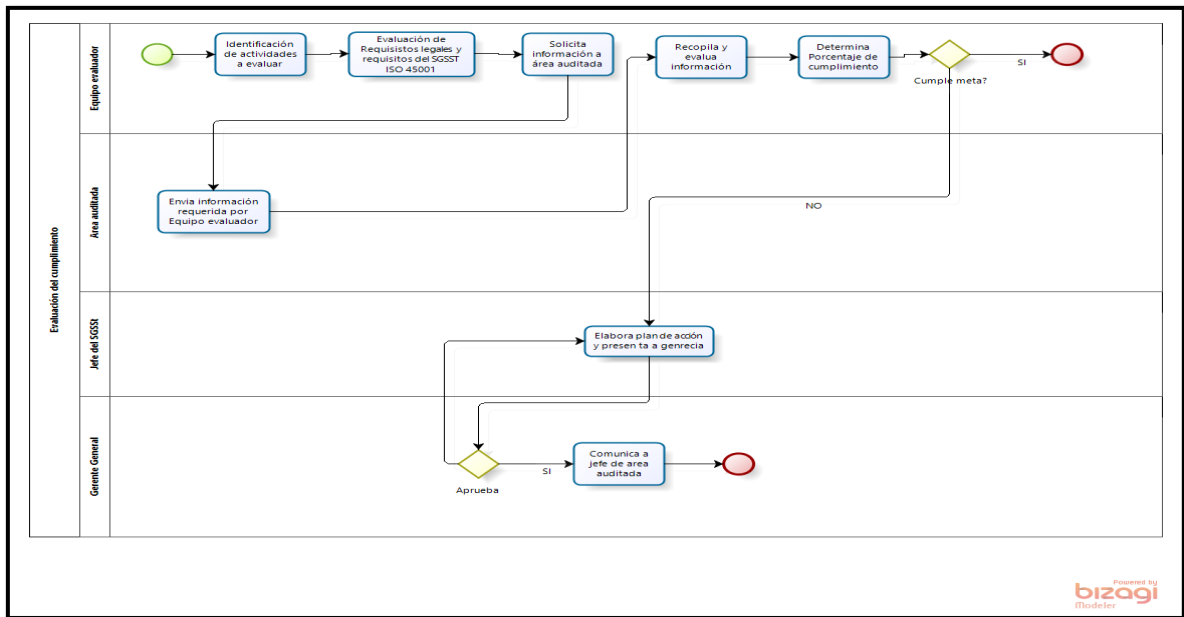 Evaluación del cumplimiento
Equipo evaluador
Identificación
de actividades
a evaluar
Evaluación de
Requisistos legales y
requisitos del SGSST
ISO 45001
Solicita
información a
área auditada
Recopila y
evalua
información
Determina
Porcentaje de
cumplimiento
Cumple meta?
SI
Area auditada
Envia información
requerida por
Equipo evaluador
NO
Jefe del SGSSt
Elabora plan de acción
y presenta a genrecia
Gerente General
Aprueba
SI
Comunica a
jefe de area
auditada
Powered by
bizagi
Modeler